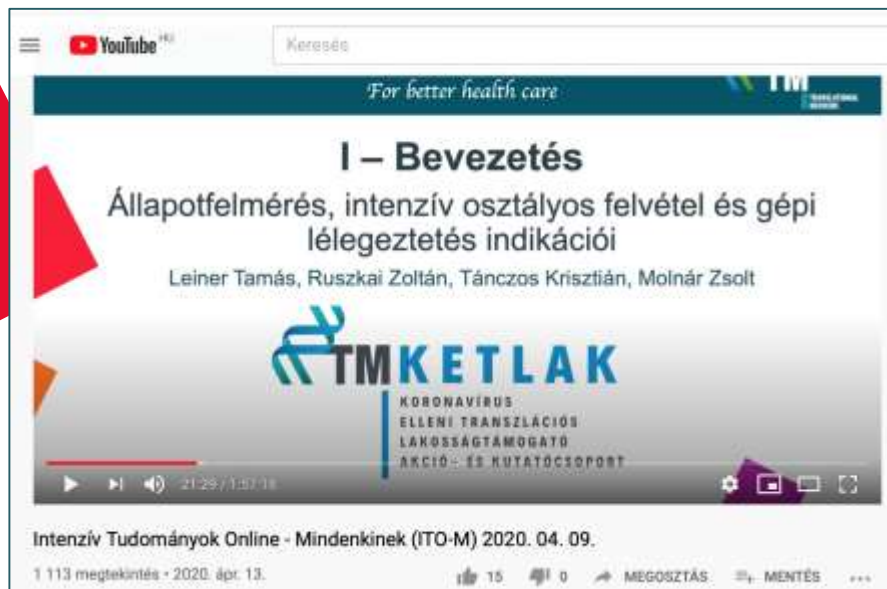 YouTube HU
Keresés
For better health care
TM
I – Bevezetés
Állapotfelmérés, intenzív osztályos felvétel és gépi
lélegeztetés indikációi
Leiner Tamás, Ruszkai Zoltán, Tánczos Krisztián, Molnár Zsolt
TMKETLAK
KORONAVÍRUS
ELLENI TRANSZLÁCIÓS
LAKOSSÁGTÁMOGATÓ
AKCIÓ- ÉS KUTATÓCSOPORT
21:29 / 1:57:18
Intenzív Tudományok Online - Mindenkinek (ITO-M) 2020. 04. 09.
1 113 megtekintés • 2020. ápr. 13.
15
0
MEGOSZTÁS
MENTÉS